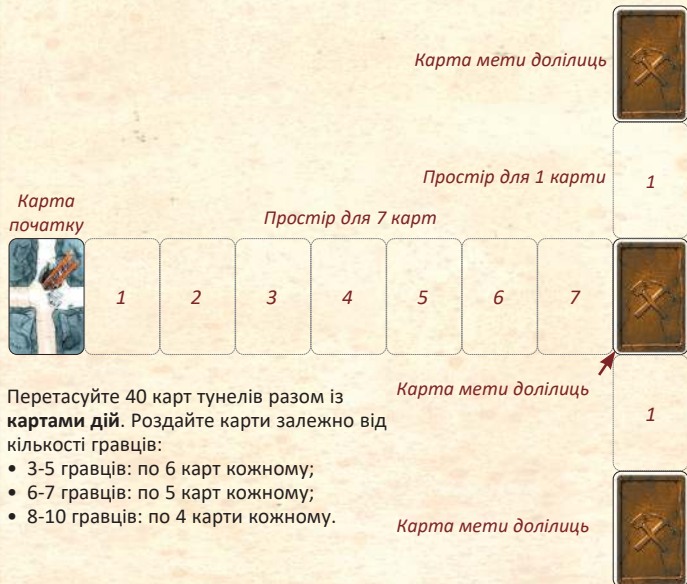 Карта мети долілиць
Простір для 1 карти
1
Карта
початку
Простір для 7 карт
1 2 3 4 5 6 7
Карта мети долілиць
1
Перетасуйте 40 карт тунелів разом із
картами дій. Роздайте карти залежно від
кількості гравців:
• 3-5 гравців: по 6 карт кожному;
• 6-7 гравців: по 5 карт кожному;
• 8-10 гравців: по 4 карти кожному.
Карта мети долілиць